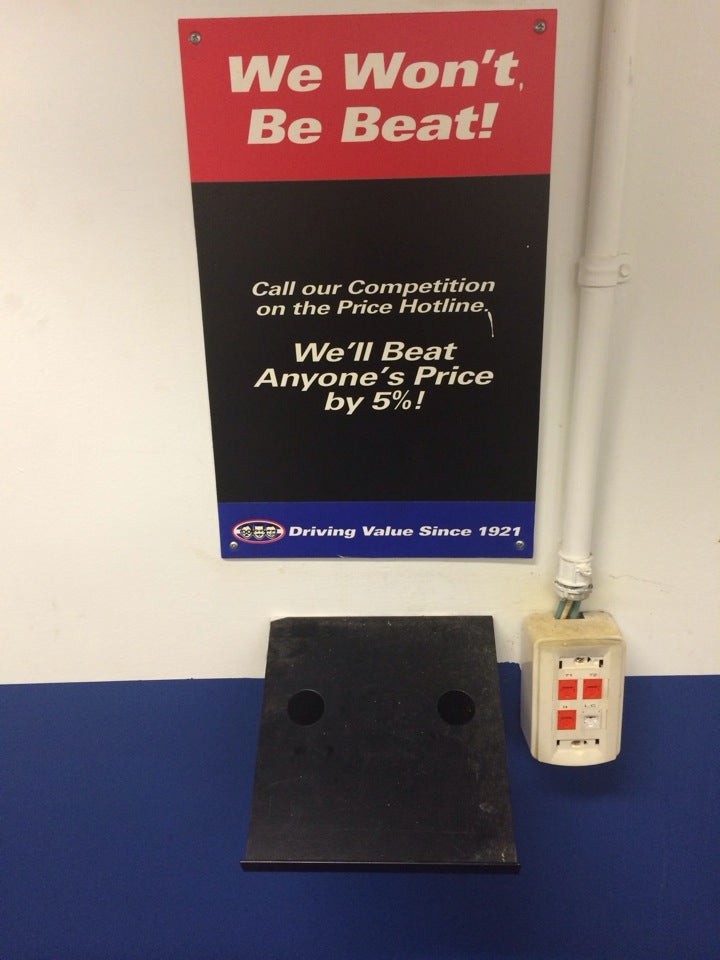 We Won't
Be Beat!
Call our Competition
on the Price Hotline.
We'll Beat
Anyone's Price
by 5%!
Driving Value Since 1921